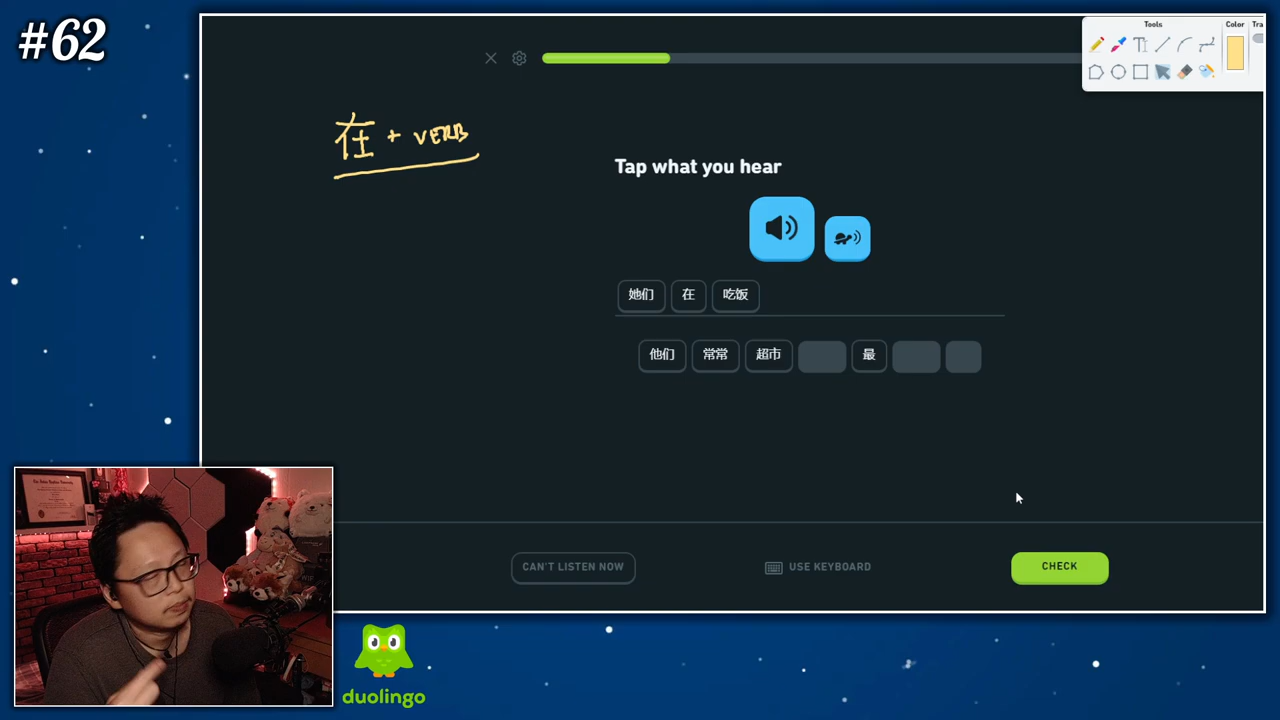 #62
Tools
Color
Tra
在 + VERB
Tap what you hear
她们 在 吃饭
他们 常常 超市 最
CAN'T LISTEN NOW
USE KEYBOARD
CHECK
duolingo